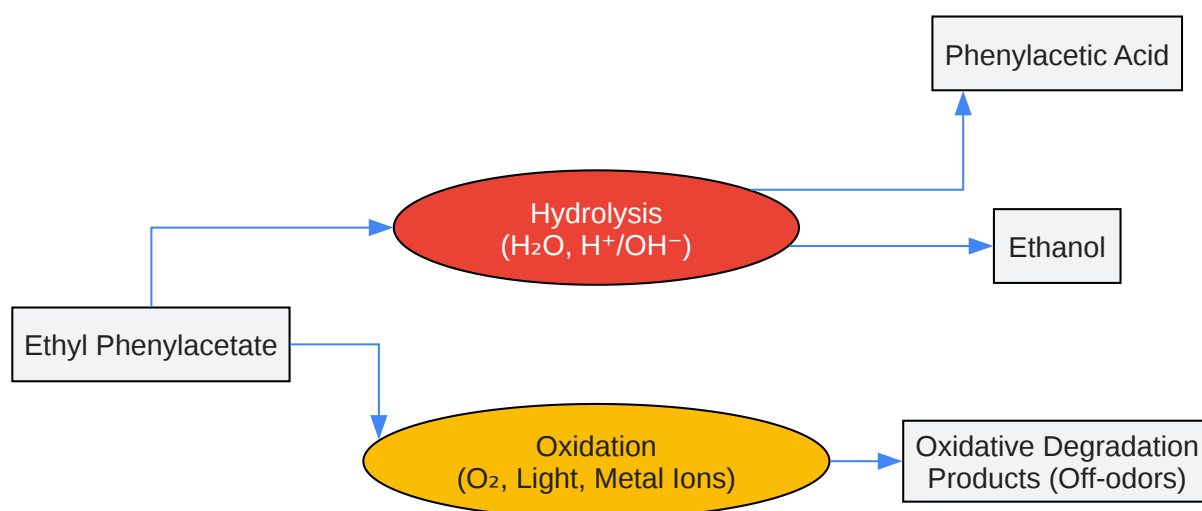 Phenylacetic Acid
Hydrolysis
(H₂O, H⁺/OH⁻)
Ethanol
Ethyl Phenylacetate
Oxidation
(O₂, Light, Metal Ions)
Oxidative Degradation
Products (Off-odors)